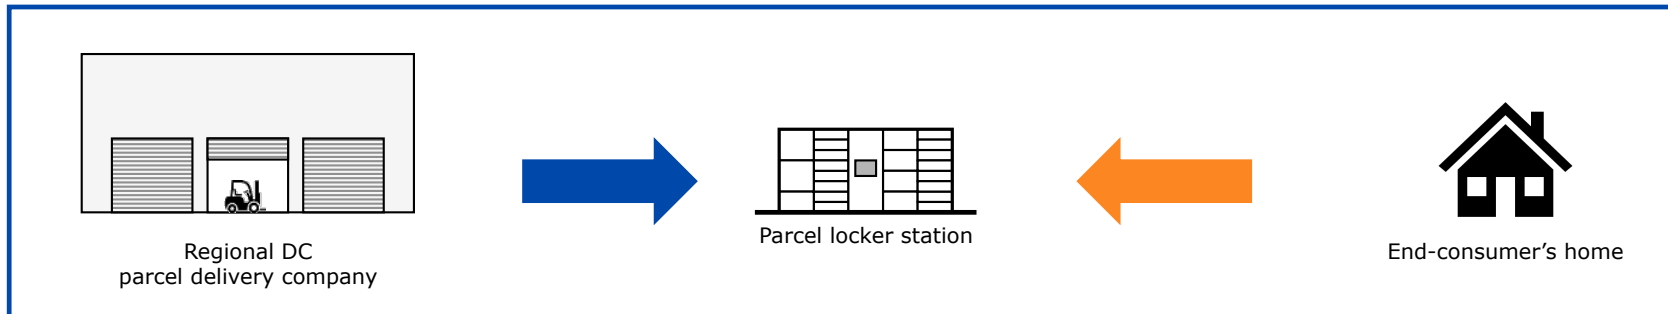 Regional DC
parcel delivery company
Parcel locker station
End-consumer’s home